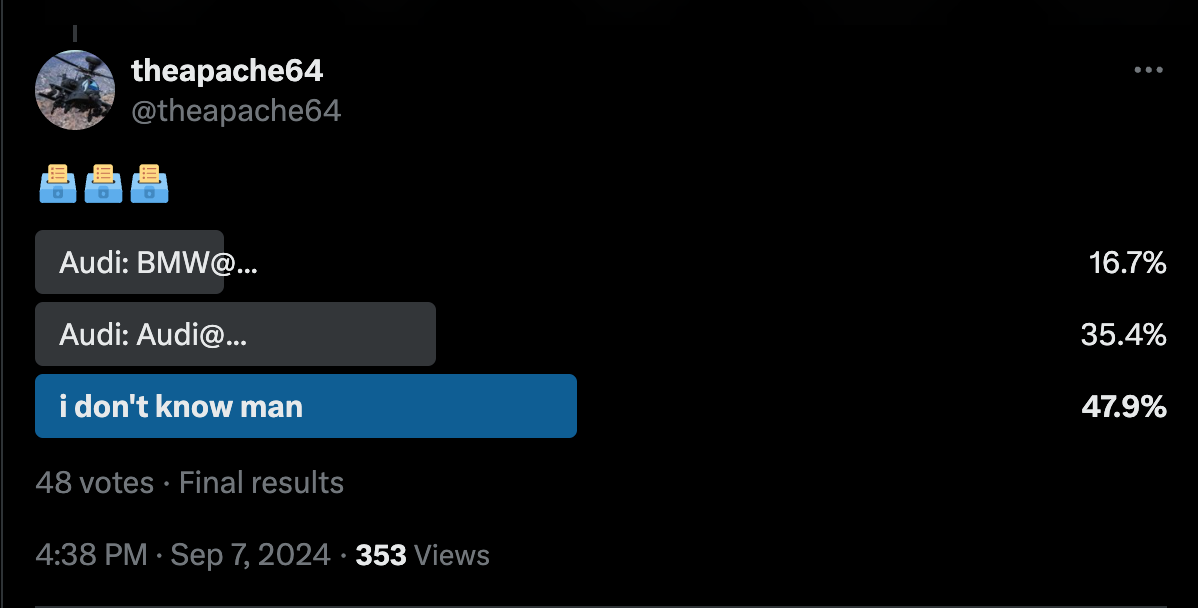 theapache64
@theapache64
🗳️🗳️🗳️
Audi: BMW@... 16.7%
Audi: Audi@... 35.4%
i don't know man 47.9%
48 votes · Final results
4:38 PM · Sep 7, 2024 · 353 Views